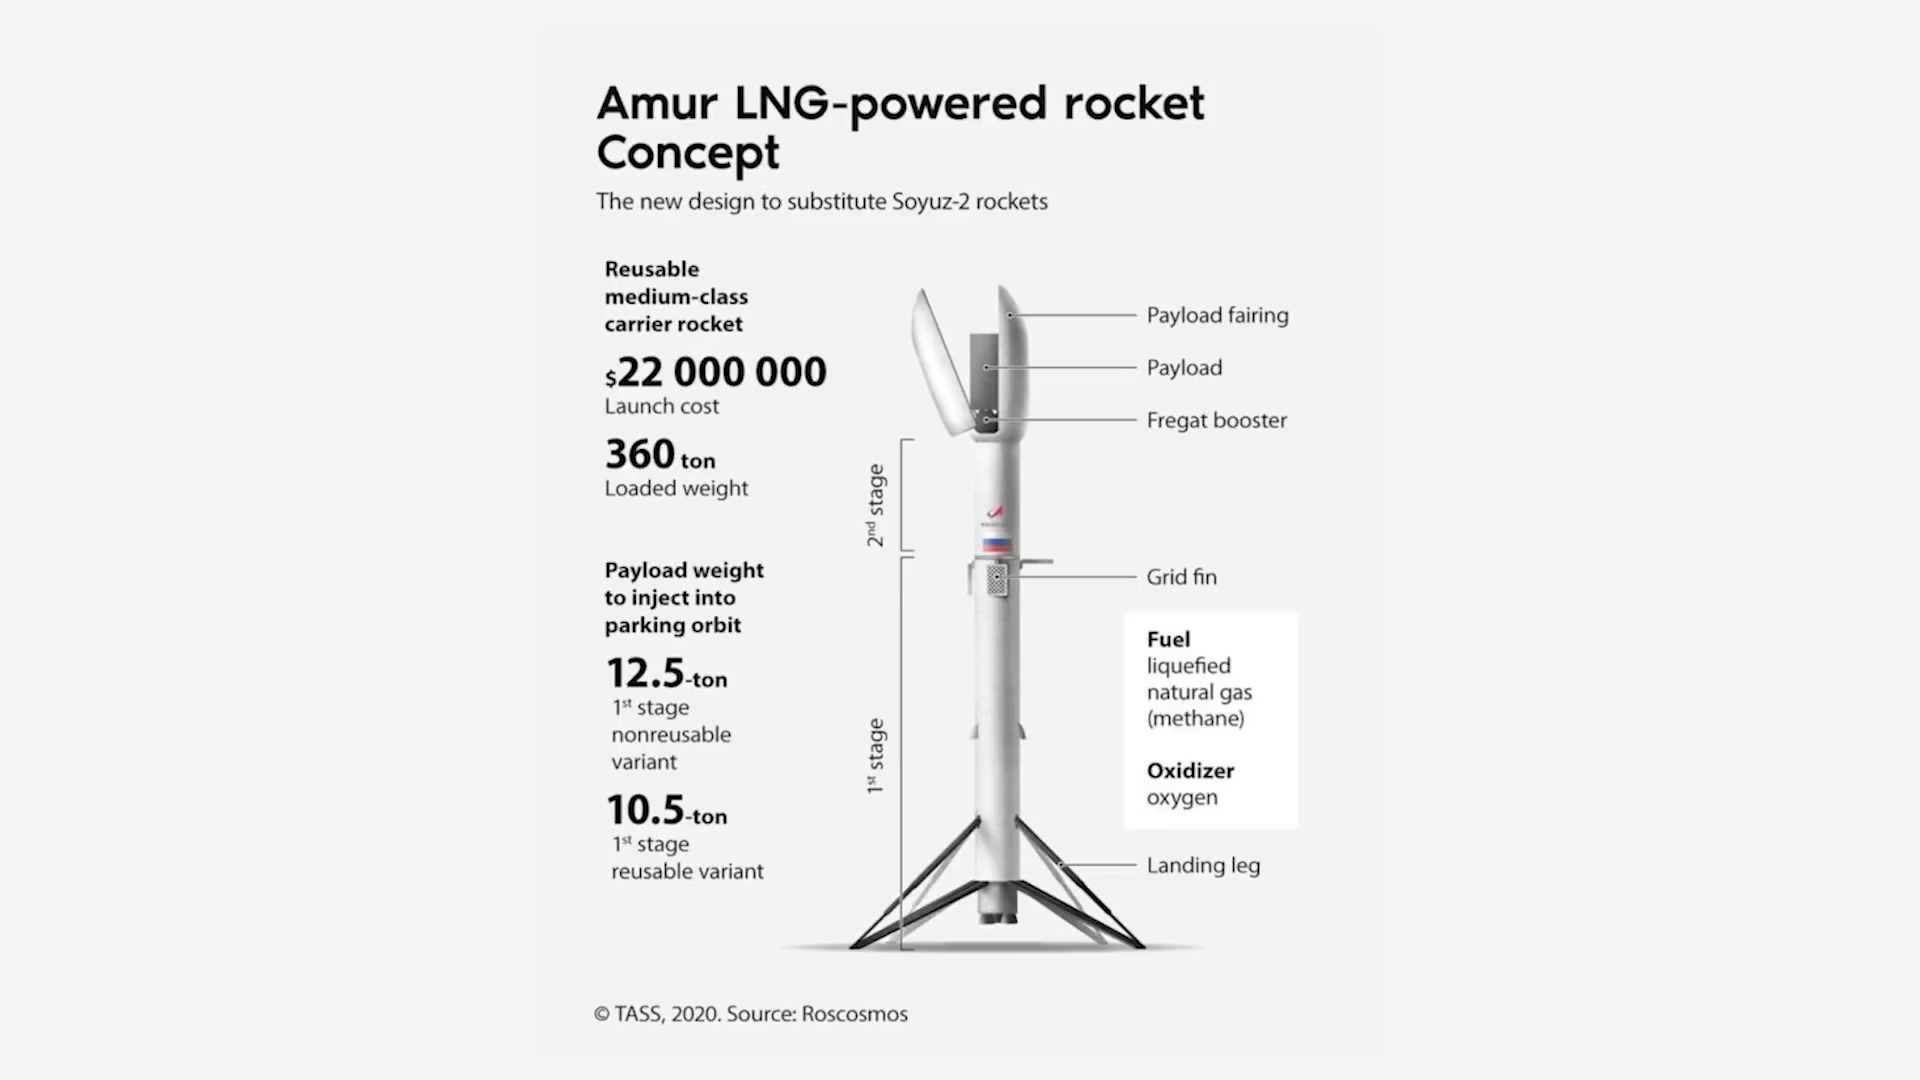 Amur LNG-powered rocket
Concept
The new design to substitute Soyuz-2 rockets
Reusable
medium-class
carrier rocket
$22 000 000
Launch cost
360 ton
Loaded weight
Payload weight
to inject into
parking orbit
12.5-ton
1st stage
nonreusable
variant
10.5-ton
1st stage
reusable variant
2nd stage
1st stage
Payload fairing
Payload
Fregat booster
Grid fin
Fuel
liquefied
natural gas
(methane)
Oxidizer
oxygen
Landing leg
© TASS, 2020. Source: Roscosmos